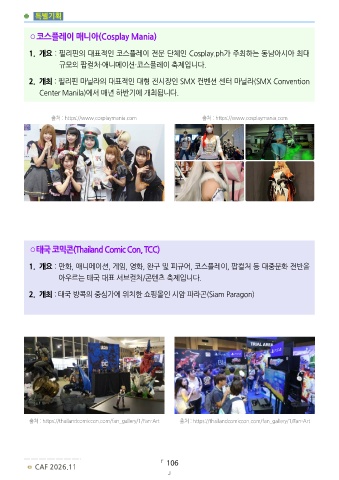 특별기획
○코스플레이 매니아(Cosplay Mania)
1. 개요 : 필리핀의 대표적인 코스플레이 전문 단체인 Cosplay.ph가 주최하는 동남아시아 최대
규모의 팝컬처·애니메이션·코스플레이 축제입니다.
2. 개최 : 필리핀 마닐라의 대표적인 대형 전시장인 SMX 컨벤션 센터 마닐라(SMX Convention
Center Manila)에서 매년 하반기에 개최됩니다.
출처 : https://www.cosplaymania.com
출처 : https://www.cosplaymania.com
○태국 코믹콘(Thailand Comic Con, TCC)
1. 개요 : 만화, 애니메이션, 게임, 영화, 완구 및 피규어, 코스플레이, 팝컬처 등 대중문화 전반을
아우르는 태국 대표 서브컬처/콘텐츠 축제입니다.
2. 개최 : 태국 방콕의 중심가에 위치한 쇼핑몰인 시암 파라곤(Siam Paragon)
TRIAL AREA
출처 : https://thailandcomiccon.com/fan_gallery/1/Fan-Art
출처 : https://thailandcomiccon.com/fan_gallery/1/Fan-Art
CAF 2026.11
「 106 」